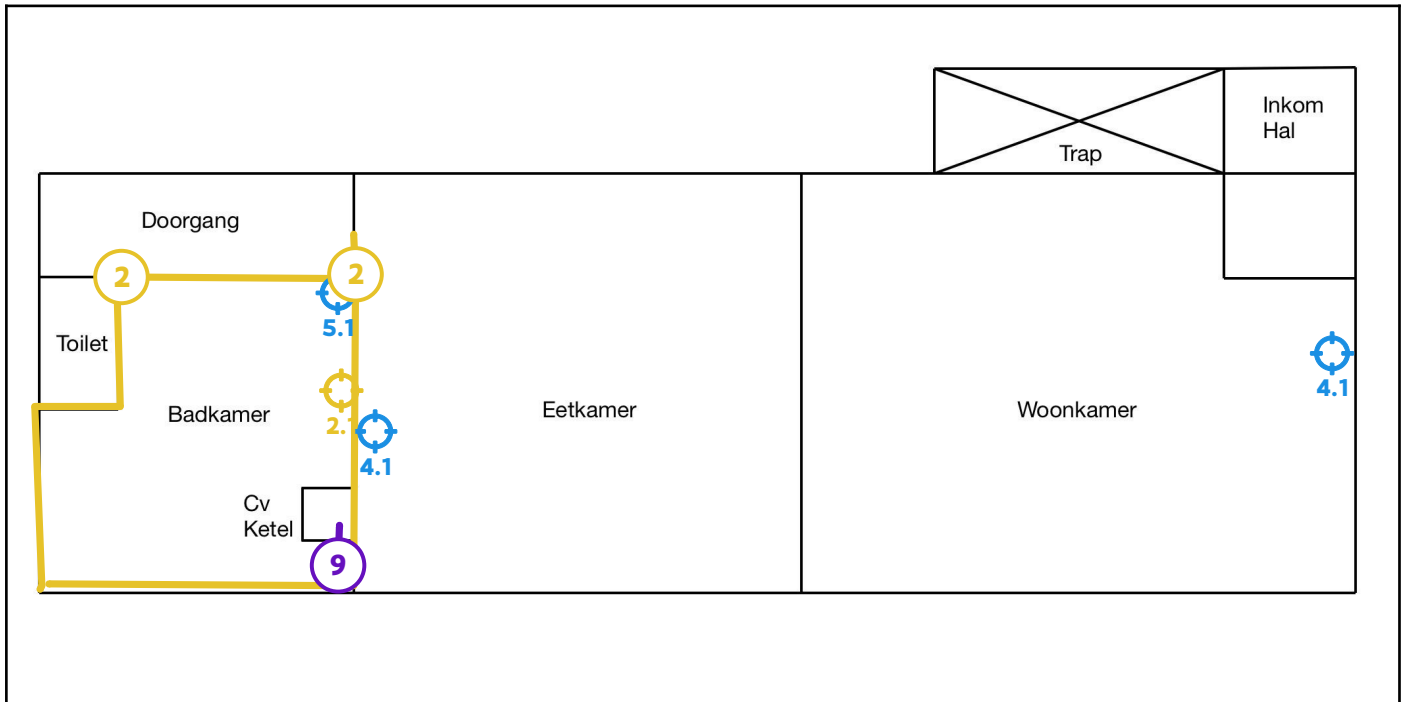 Inkom
Hal
Trap
Doorgang
2
2
5.1
Toilet
4.1
2.1
Badkamer
Eetkamer
Woonkamer
4.1
Cv
Ketel
9